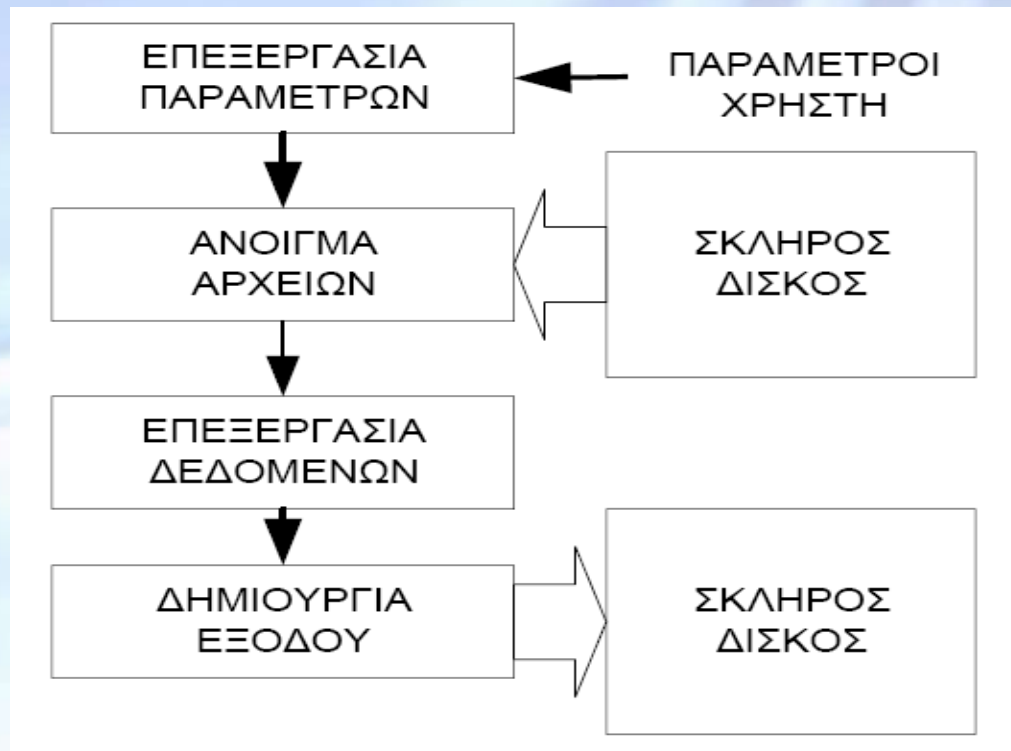 ΕΠΕΞΕΡΓΑΣΙΑ
ΠΑΡΑΜΕΤΡΩΝ
ΠΑΡΑΜΕΤΡΟΙ
ΧΡΗΣΤΗ
ΑΝΟΙΓΜΑ
ΑΡΧΕΙΩΝ
ΣΚΛΗΡΟΣ
ΔΙΣΚΟΣ
ΕΠΕΞΕΡΓΑΣΙΑ
ΔΕΔΟΜΕΝΩΝ
ΔΗΜΙΟΥΡΓΙΑ
ΕΞΟΔΟΥ
ΣΚΛΗΡΟΣ
ΔΙΣΚΟΣ